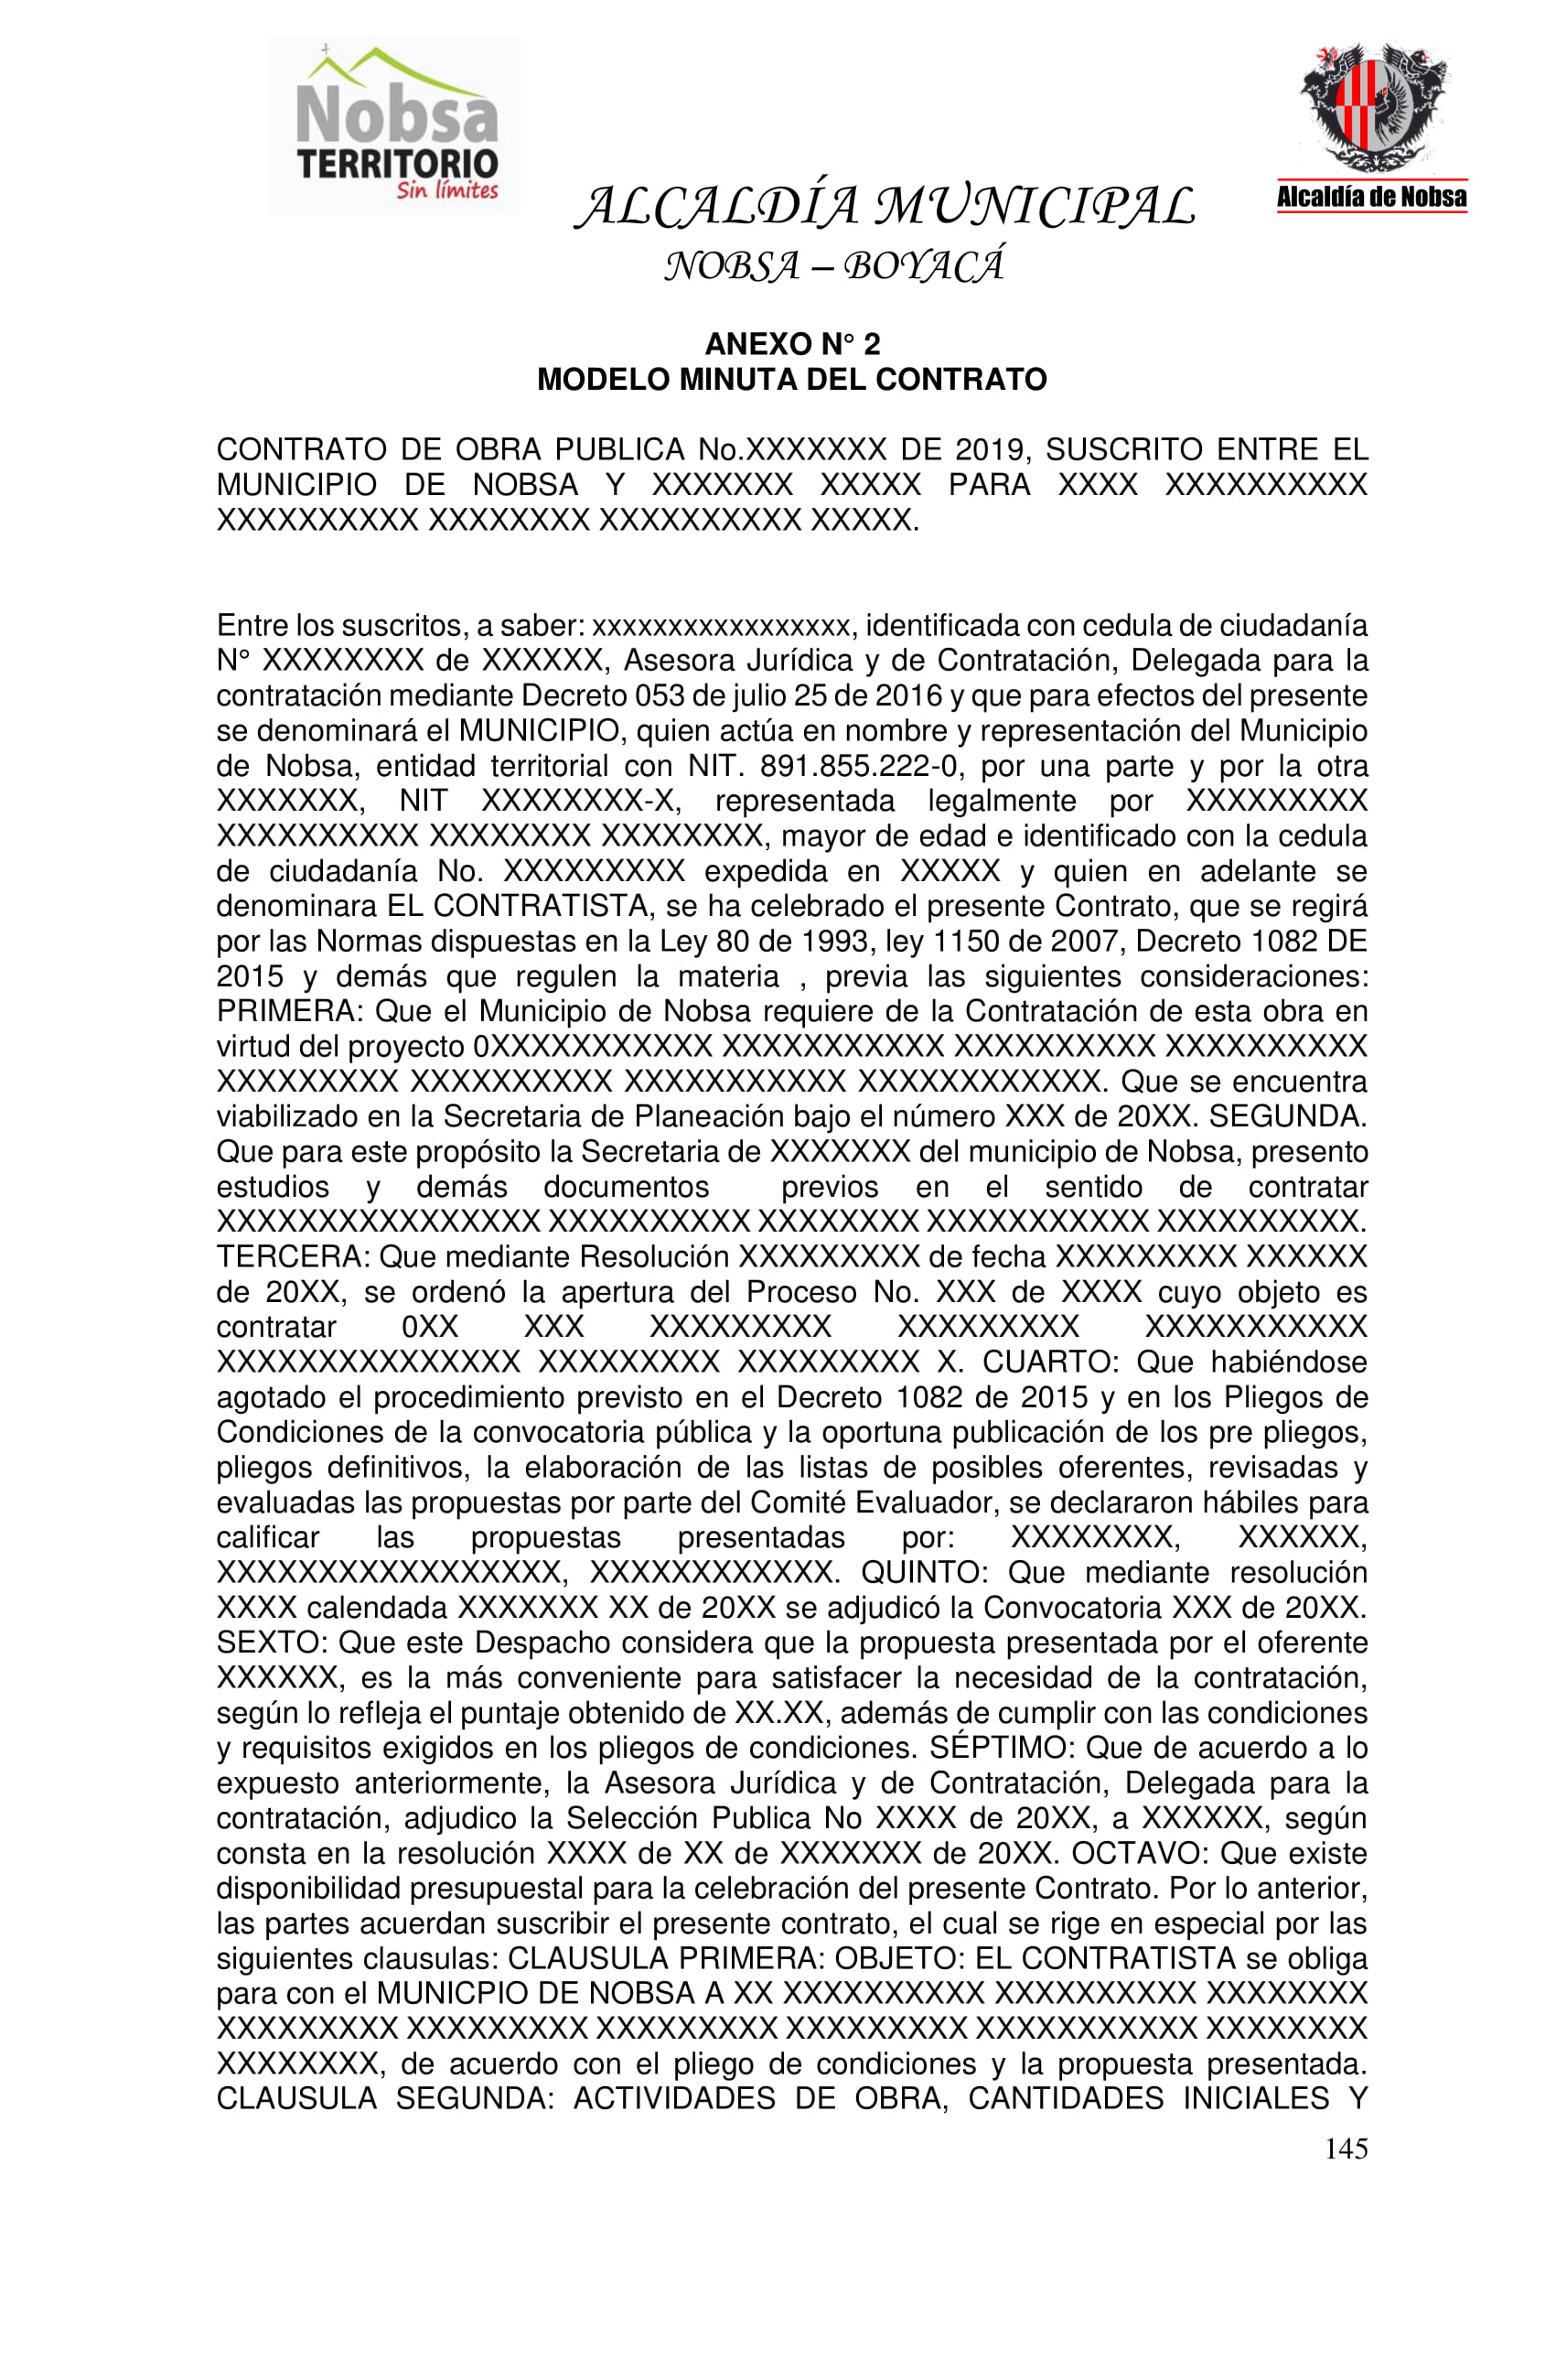 Nobsa
TERRITORIO
Sin límites
Alcaldía de Nobsa
ALCALDÍA MUNICIPAL
NOBSA – BOYACÁ
ANEXO N° 2
MODELO MINUTA DEL CONTRATO
CONTRATO DE OBRA PUBLICA No.XXXXXXX DE 2019, SUSCRITO ENTRE EL
MUNICIPIO DE NOBSA Y XXXXXXX XXXXX PARA XXXX XXXXXXXXXX
XXXXXXXXXX XXXXXXXX XXXXXXXXXX XXXXX.
Entre los suscritos, a saber: xxxxxxxxxxxxxxxxx, identificada con cedula de ciudadanía
N° XXXXXXXX de XXXXXX, Asesora Jurídica y de Contratación, Delegada para la
contratación mediante Decreto 053 de julio 25 de 2016 y que para efectos del presente
se denominará el MUNICIPIO, quien actúa en nombre y representación del Municipio
de Nobsa, entidad territorial con NIT. 891.855.222-0, por una parte y por la otra
XXXXXXX, NIT XXXXXXXX-X, representada legalmente por XXXXXXXXX
XXXXXXXXXX XXXXXXXX XXXXXXXX, mayor de edad e identificado con la cedula
de ciudadanía No. XXXXXXXXX expedida en XXXXX y quien en adelante se
denominara EL CONTRATISTA, se ha celebrado el presente Contrato, que se regirá
por las Normas dispuestas en la Ley 80 de 1993, ley 1150 de 2007, Decreto 1082 DE
2015 y demás que regulen la materia , previa las siguientes consideraciones:
PRIMERA: Que el Municipio de Nobsa requiere de la Contratación de esta obra en
virtud del proyecto 0XXXXXXXXXXX XXXXXXXXXXX XXXXXXXXXX XXXXXXXXXX
XXXXXXXXX XXXXXXXXXX XXXXXXXXXXX XXXXXXXXXXXX. Que se encuentra
viabilizado en la Secretaria de Planeación bajo el número XXX de 20XX. SEGUNDA.
Que para este propósito la Secretaria de XXXXXXX del municipio de Nobsa, presento
estudios y demás documentos previos en el sentido de contratar
XXXXXXXXXXXXXXXX XXXXXXXXXX XXXXXXXX XXXXXXXXXXX XXXXXXXXXX.
TERCERA: Que mediante Resolución XXXXXXXXX de fecha XXXXXXXXX XXXXXX
de 20XX, se ordenó la apertura del Proceso No. XXX de XXXX cuyo objeto es
contratar 0XX XXX XXXXXXXXX XXXXXXXXX XXXXXXXXXXX
XXXXXXXXXXXXXXX XXXXXXXXX XXXXXXXXX X. CUARTO: Que habiéndose
agotado el procedimiento previsto en el Decreto 1082 de 2015 y en los Pliegos de
Condiciones de la convocatoria pública y la oportuna publicación de los pre pliegos,
pliegos definitivos, la elaboración de las listas de posibles oferentes, revisadas y
evaluadas las propuestas por parte del Comité Evaluador, se declararon hábiles para
calificar las propuestas presentadas por: XXXXXXXX, XXXXXX,
XXXXXXXXXXXXXXXXX, XXXXXXXXXXXX. QUINTO: Que mediante resolución
XXXX calendada XXXXXXX XX de 20XX se adjudicó la Convocatoria XXX de 20XX.
SEXTO: Que este Despacho considera que la propuesta presentada por el oferente
XXXXXX, es la más conveniente para satisfacer la necesidad de la contratación,
según lo refleja el puntaje obtenido de XX.XX, además de cumplir con las condiciones
y requisitos exigidos en los pliegos de condiciones. SÉPTIMO: Que de acuerdo a lo
expuesto anteriormente, la Asesora Jurídica y de Contratación, Delegada para la
contratación, adjudico la Selección Publica No XXXX de 20XX, a XXXXXX, según
consta en la resolución XXXX de XX de XXXXXXX de 20XX. OCTAVO: Que existe
disponibilidad presupuestal para la celebración del presente Contrato. Por lo anterior,
las partes acuerdan suscribir el presente contrato, el cual se rige en especial por las
siguientes clausulas: CLAUSULA PRIMERA: OBJETO: EL CONTRATISTA se obliga
para con el MUNICPIO DE NOBSA A XX XXXXXXXXXX XXXXXXXXXX XXXXXXXX
XXXXXXXXX XXXXXXXXX XXXXXXXXX XXXXXXXXX XXXXXXXXXXX XXXXXXXX
XXXXXXXX, de acuerdo con el pliego de condiciones y la propuesta presentada.
CLAUSULA SEGUNDA: ACTIVIDADES DE OBRA, CANTIDADES INICIALES Y
145